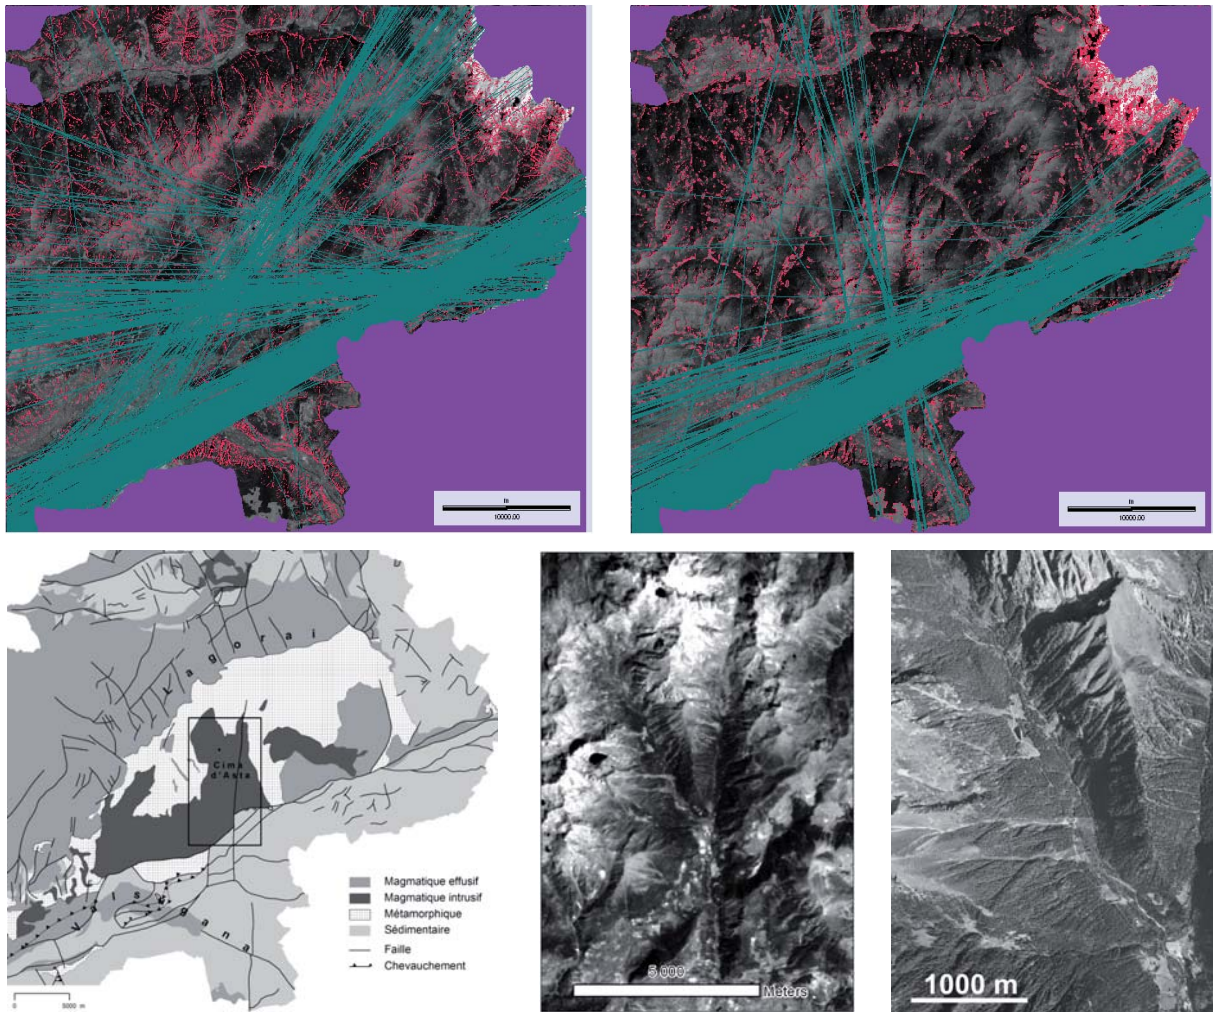 m
10000.00
m
10000.00
Lagorai
Cima
d'Asta
Valsugana
Magmatique effusif
Magmatique intrusif
Métamorphique
Sédimentaire
Faille
Chevauchement
0 5000 m
5 000
Meters
1000 m